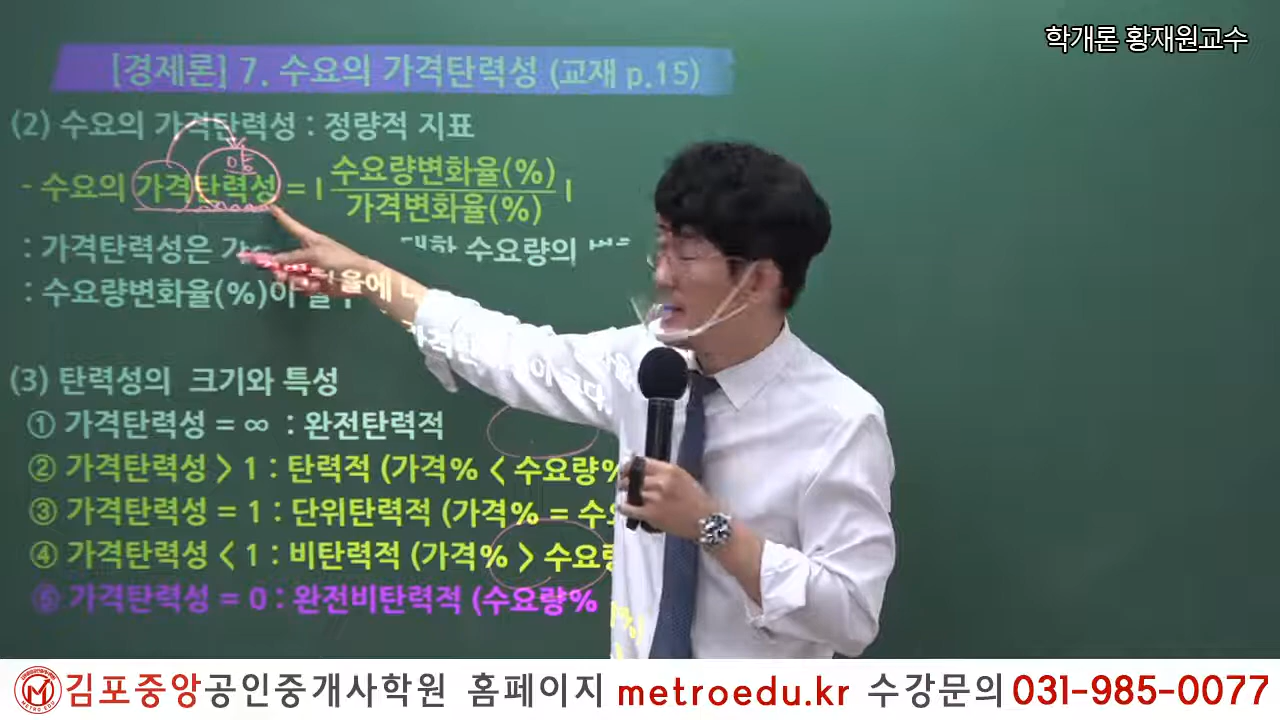 학개론 황재원교수
[경제론] 7. 수요의 가격탄력성 (교재 p.15)
(2) 수요의 가격탄력성 : 정량적 지표
- 수요의 가격탄력성 = | 수요량변화율(%) |
가격변화율(%)
: 가격탄력성은 대한 수요량의
: 수요량변화율(%)이
(3) 탄력성의 크기와 특성
① 가격탄력성 = ∞ : 완전탄력적
② 가격탄력성 > 1 : 탄력적 (가격% < 수요량%
③ 가격탄력성 = 1 : 단위탄력적 (가격% = 수요
④ 가격탄력성 < 1 : 비탄력적 (가격% > 수요량
⑤ 가격탄력성 = 0 : 완전비탄력적 (수요량%
김포중앙공인중개사학원 홈페이지 metroedu.kr 수강문의 031-985-0077